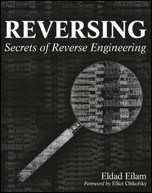 REVERSING
Secrets of Reverse Engineering
Eldad Eilam
Foreword by Elliot Chikofsky